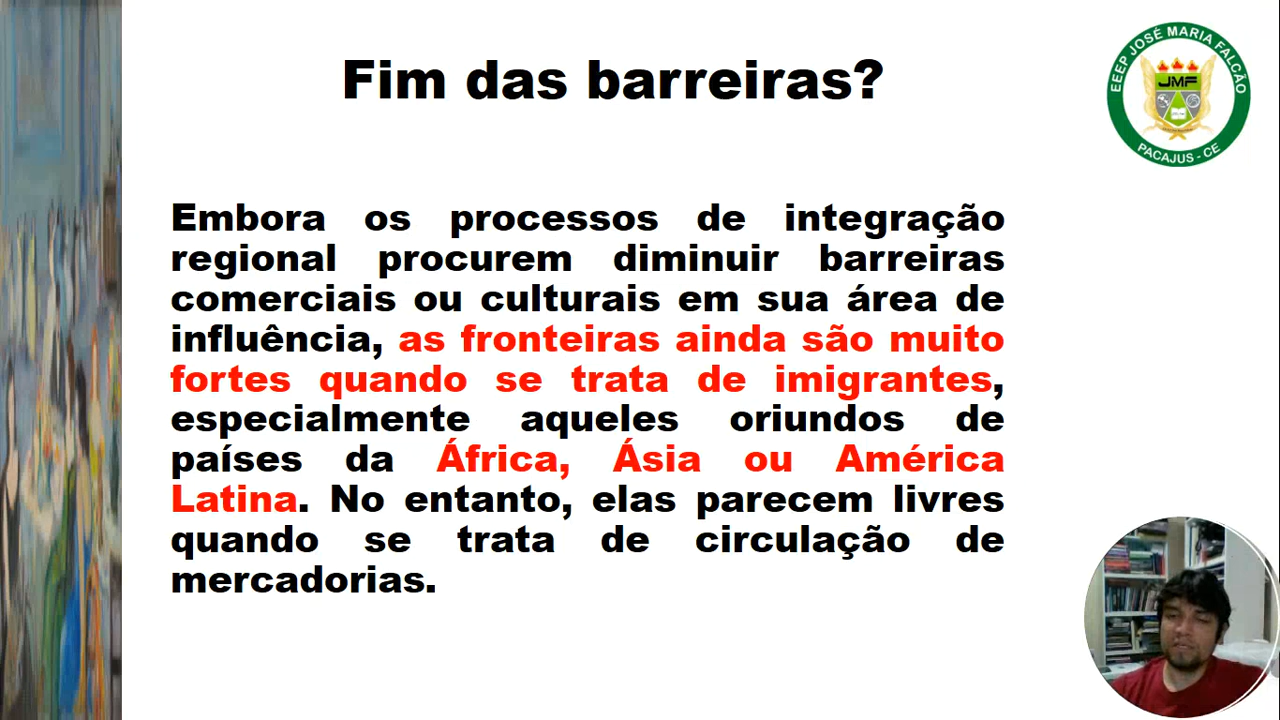 Fim das barreiras?
EEEP JOSÉ MARIA FALCÃO
JMF
PACAJUS - CE
Embora os processos de integração
regional procurem diminuir barreiras
comerciais ou culturais em sua área de
influência, as fronteiras ainda são muito
fortes quando se trata de imigrantes,
especialmente aqueles oriundos de
países da África, Ásia ou América
Latina. No entanto, elas parecem livres
quando se trata de circulação de
mercadorias.